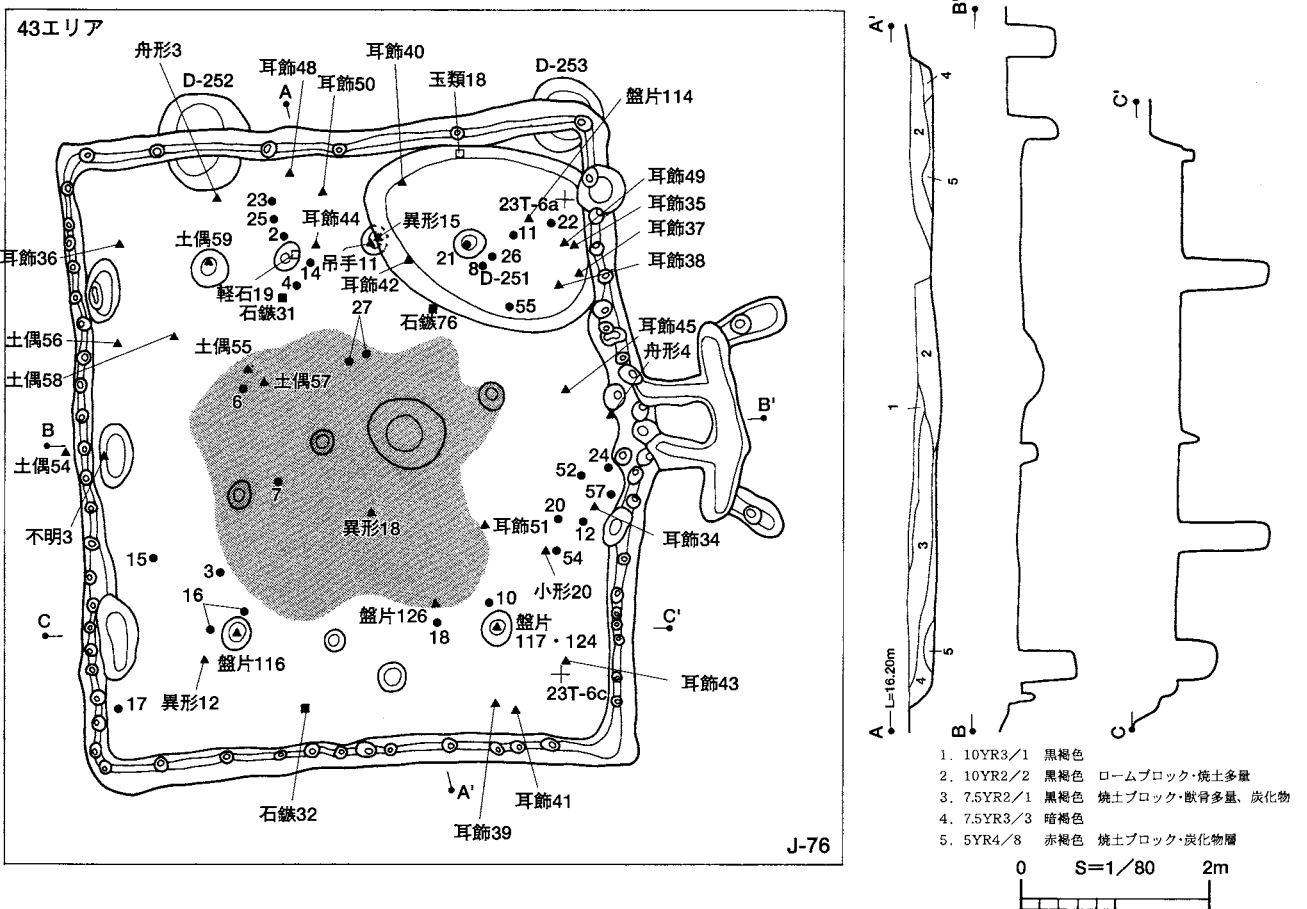 43エリア
舟形3
D-252
耳飾48
A
耳飾50
耳飾40
玉類18
D-253
盤片114
耳飾49
耳飾35
耳飾37
耳飾38
23T-6a
22
11
26
21
8
D-251
55
23
25
2
耳飾44
異形15
吊手11
耳飾42
14
4
軽石19
石鏃31
土偶59
耳飾36
27
石鏃76
耳飾45
舟形4
土偶56
土偶58
土偶55
土偶57
6
B
B'
土偶54
7
24
52
57
20
12
耳飾34
異形18
耳飾51
54
小形20
不明3
15
3
16
盤片126
18
10
盤片
117・124
C
C'
盤片116
異形12
17
耳飾43
23T-6c
石鏃32
A'
耳飾39
耳飾41
J-76
A'
4
2
5
2
1
3
5
4
L=16.20m
A
B'
B
C'
C
1. 10YR3/1 黒褐色
2. 10YR2/2 黒褐色 ロームブロック・焼土多量
3. 7.5YR2/1 黒褐色 焼土ブロック・獣骨多量、炭化物
4. 7.5YR3/3 暗褐色
5. 5YR4/8 赤褐色 焼土ブロック・炭化物層
0 S=1/80 2m